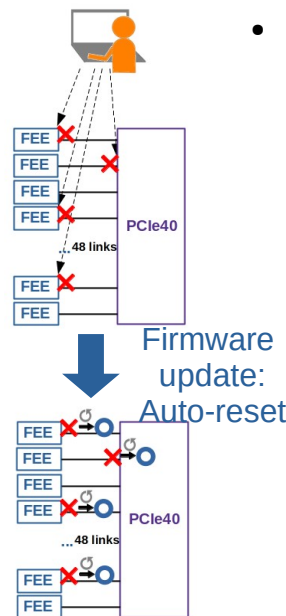 •
FEE
FEE
FEE
FEE
PCIe40
...48 links
FEE
FEE
Firmware
update:
Auto-reset
FEE
FEE
FEE
FEE
PCIe40
...48 links
FEE
FEE